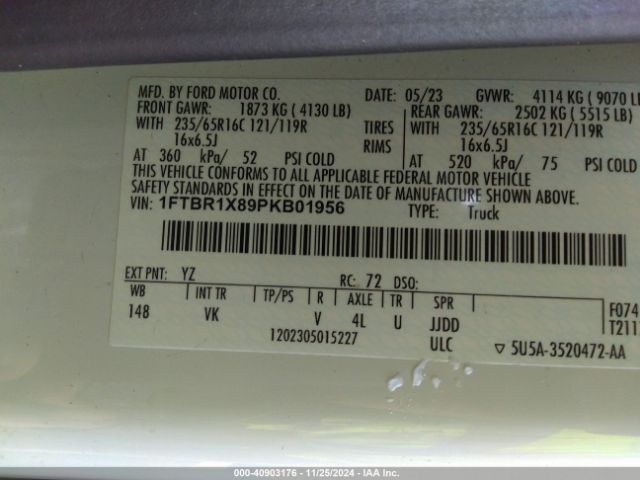 MFD. BY FORD MOTOR CO. DATE: 05/23 GVWR: 4114 KG ( 9070 LB
FRONT GAWR: 1873 KG ( 4130 LB) REAR GAWR: 2502 KG ( 5515 LB)
WITH 235/65R16C 121/119R TIRES WITH 235/65R16C 121/119R
16x6.5J RIMS 16x6.5J
AT 360 kPa/ 52 PSI COLD AT 520 kPa/ 75 PSI COLD
THIS VEHICLE CONFORMS TO ALL APPLICABLE FEDERAL MOTOR VEHICLE
SAFETY STANDARDS IN EFFECT ON THE DATE OF MANUFACTURE SHOWN ABOVE.
VIN: 1FTBR1X89PKB01956 TYPE: Truck
EXT PNT: YZ RC: 72 DSO:
WB INT TR TP/PS R AXLE TR SPR F074
148 VK V 4L U JJDD T211
1202305015227 ULC ▽ 5U5A-3520472-AA
000-40903176 - 11/25/2024 - IAA Inc.